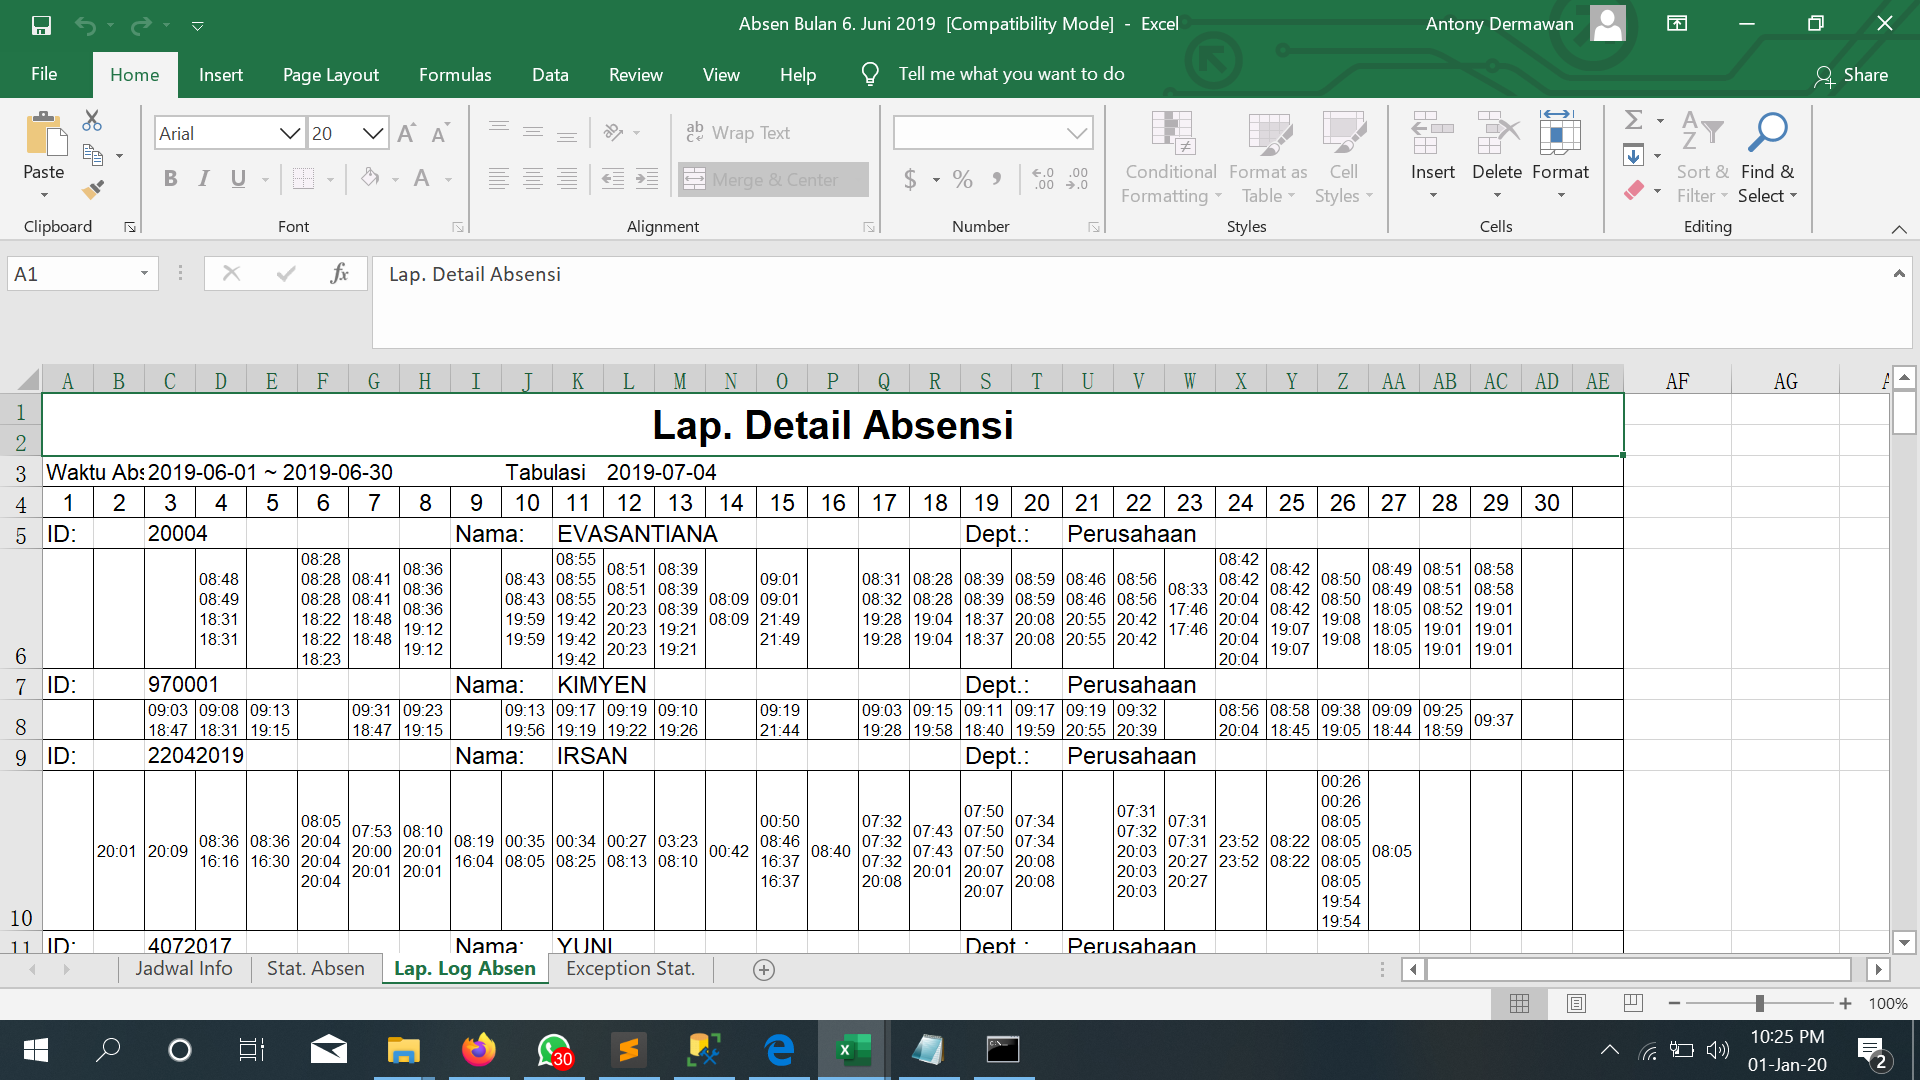 Absen Bulan 6. Juni 2019 [Compatibility Mode] - Excel
Antony Dermawan
File Home Insert Page Layout Formulas Data Review View Help Tell me what you want to do Share
Arial 20 Wrap Text
Paste Merge & Center
Conditional Formatting Format as Table Cell Styles
Insert Delete Format
Sort & Filter Find & Select
Clipboard Font Alignment Number Styles Cells Editing
A1 fx Lap. Detail Absensi
A B C D E F G H I J K L M N O P Q R S T U V W X Y Z AA AB AC AD AE AF AG
1
2 Lap. Detail Absensi
3 Waktu Abs 2019-06-01 ~ 2019-06-30 Tabulasi 2019-07-04
4 1 2 3 4 5 6 7 8 9 10 11 12 13 14 15 16 17 18 19 20 21 22 23 24 25 26 27 28 29 30
5 ID: 20004 Nama: EVASANTIANA Dept.: Perusahaan
6
08:48 08:49 18:31 18:31
08:28 08:28 08:28 18:22 18:22 18:23
08:41 08:41 18:48 18:48
08:36 08:36 08:36 19:12 19:12
08:43 08:43 19:59 19:59
08:55 08:55 08:55 19:42 19:42 19:42
08:51 08:51 20:23 20:23 20:23
08:39 08:39 08:39 19:21 19:21
08:09 08:09
09:01 09:01 21:49 21:49
08:31 08:32 19:28 19:28
08:28 08:28 19:04 19:04
08:39 08:39 18:37 18:37
08:59 08:59 20:08 20:08
08:46 08:46 20:55 20:55
08:56 08:56 20:42 20:42
08:33 17:46 17:46
08:42 08:42 20:04 20:04 20:04 20:04
08:42 08:42 08:42 19:07 19:07
08:50 08:50 19:08 19:08
08:49 08:49 18:05 18:05 18:05
08:51 08:51 08:52 19:01 19:01
08:58 08:58 19:01 19:01 19:01
7 ID: 970001 Nama: KIMYEN Dept.: Perusahaan
8
09:03 09:08 09:13 09:31 09:23 09:13 09:17 09:19 09:10 09:19 09:03 09:15 09:11 09:17 09:19 09:32 08:56 08:58 09:38 09:09 09:25 09:37
18:47 18:31 19:15 18:47 19:15 19:56 19:19 19:22 19:26 21:44 19:28 19:58 18:40 19:59 20:55 20:39 20:04 18:45 19:05 18:44 18:59
9 ID: 22042019 Nama: IRSAN Dept.: Perusahaan
10
20:01
20:09
08:36 16:16
08:36 16:30
08:05 20:04 20:04 20:04
07:53 20:00 20:01
08:10 20:01 20:01
08:19 16:04
00:35 08:05
00:34 08:25
00:27 08:13
03:23 08:10
00:42
00:50 08:46 16:37 16:37
08:40
07:32 07:32 07:32 20:08
07:43 07:43 20:01
07:50 07:50 07:50 20:07 20:07
07:34 07:34 20:08 20:08
07:31 07:32 20:03 20:03 20:03
07:31 07:31 20:27 20:27
23:52 23:52
08:22 08:22
00:26 00:26 08:05 08:05 08:05 08:05 19:54 19:54
08:05
11 ID: 4072017 Nama: YUNI Dept.: Perusahaan
Jadwal Info Stat. Absen Lap. Log Absen Exception Stat.
100%
30
10:25 PM
01-Jan-20
2